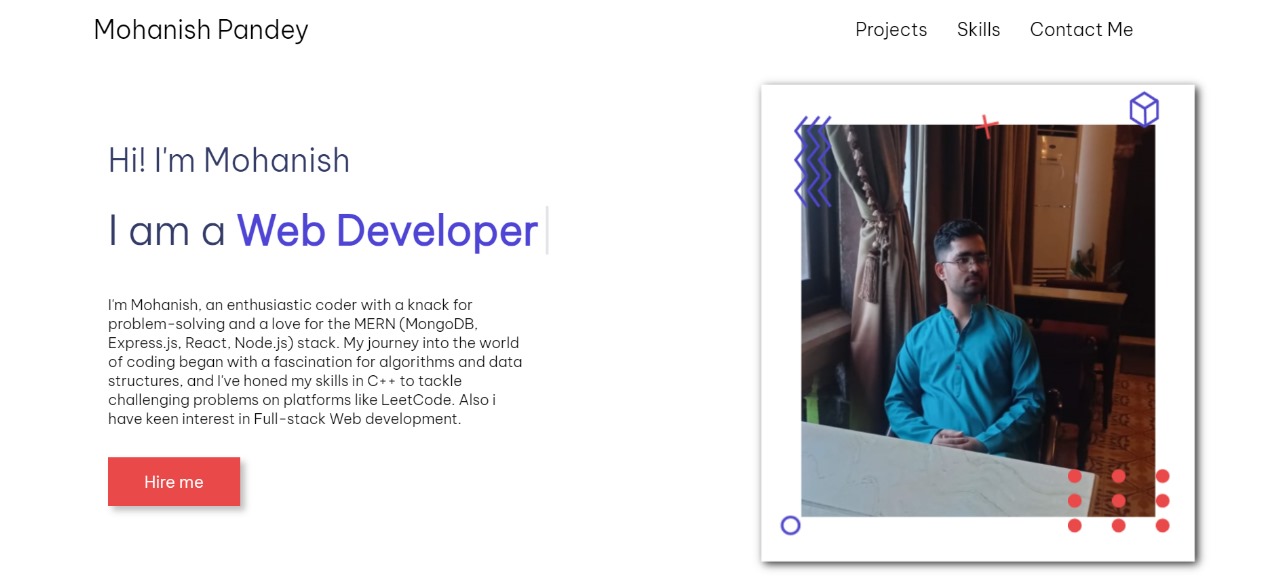 Mohanish Pandey
Projects Skills Contact Me
Hi! I'm Mohanish
I am a Web Developer
I'm Mohanish, an enthusiastic coder with a knack for
problem-solving and a love for the MERN (MongoDB,
Express.js, React, Node.js) stack. My journey into the world
of coding began with a fascination for algorithms and data
structures, and I've honed my skills in C++ to tackle
challenging problems on platforms like LeetCode. Also i
have keen interest in Full-stack Web development.
Hire me